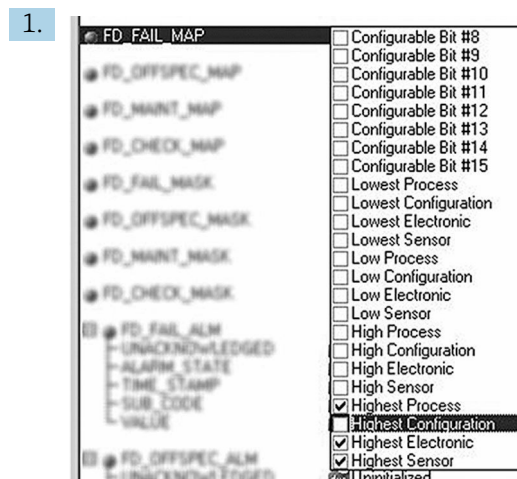 1.
FD_FAIL_MAP
FD_OFFSPEC_MAP
FD_MAINT_MAP
FD_CHECK_MAP
FD_FAIL_MASK
FD_OFFSPEC_MASK
FD_MAINT_MASK
FD_CHECK_MASK
FD_FAIL_ALM
UNACKNOWLEDGED
ALARM_STATE
TIME_STAMP
SUB_CODE
VALUE
FD_OFFSPEC_ALM
UNACKNOWLEDGED
Configurable Bit #8
Configurable Bit #9
Configurable Bit #10
Configurable Bit #11
Configurable Bit #12
Configurable Bit #13
Configurable Bit #14
Configurable Bit #15
Lowest Process
Lowest Configuration
Lowest Electronic
Lowest Sensor
Low Process
Low Configuration
Low Electronic
Low Sensor
High Process
High Configuration
High Electronic
High Sensor
Highest Process
Highest Configuration
Highest Electronic
Highest Sensor
Uninitialized